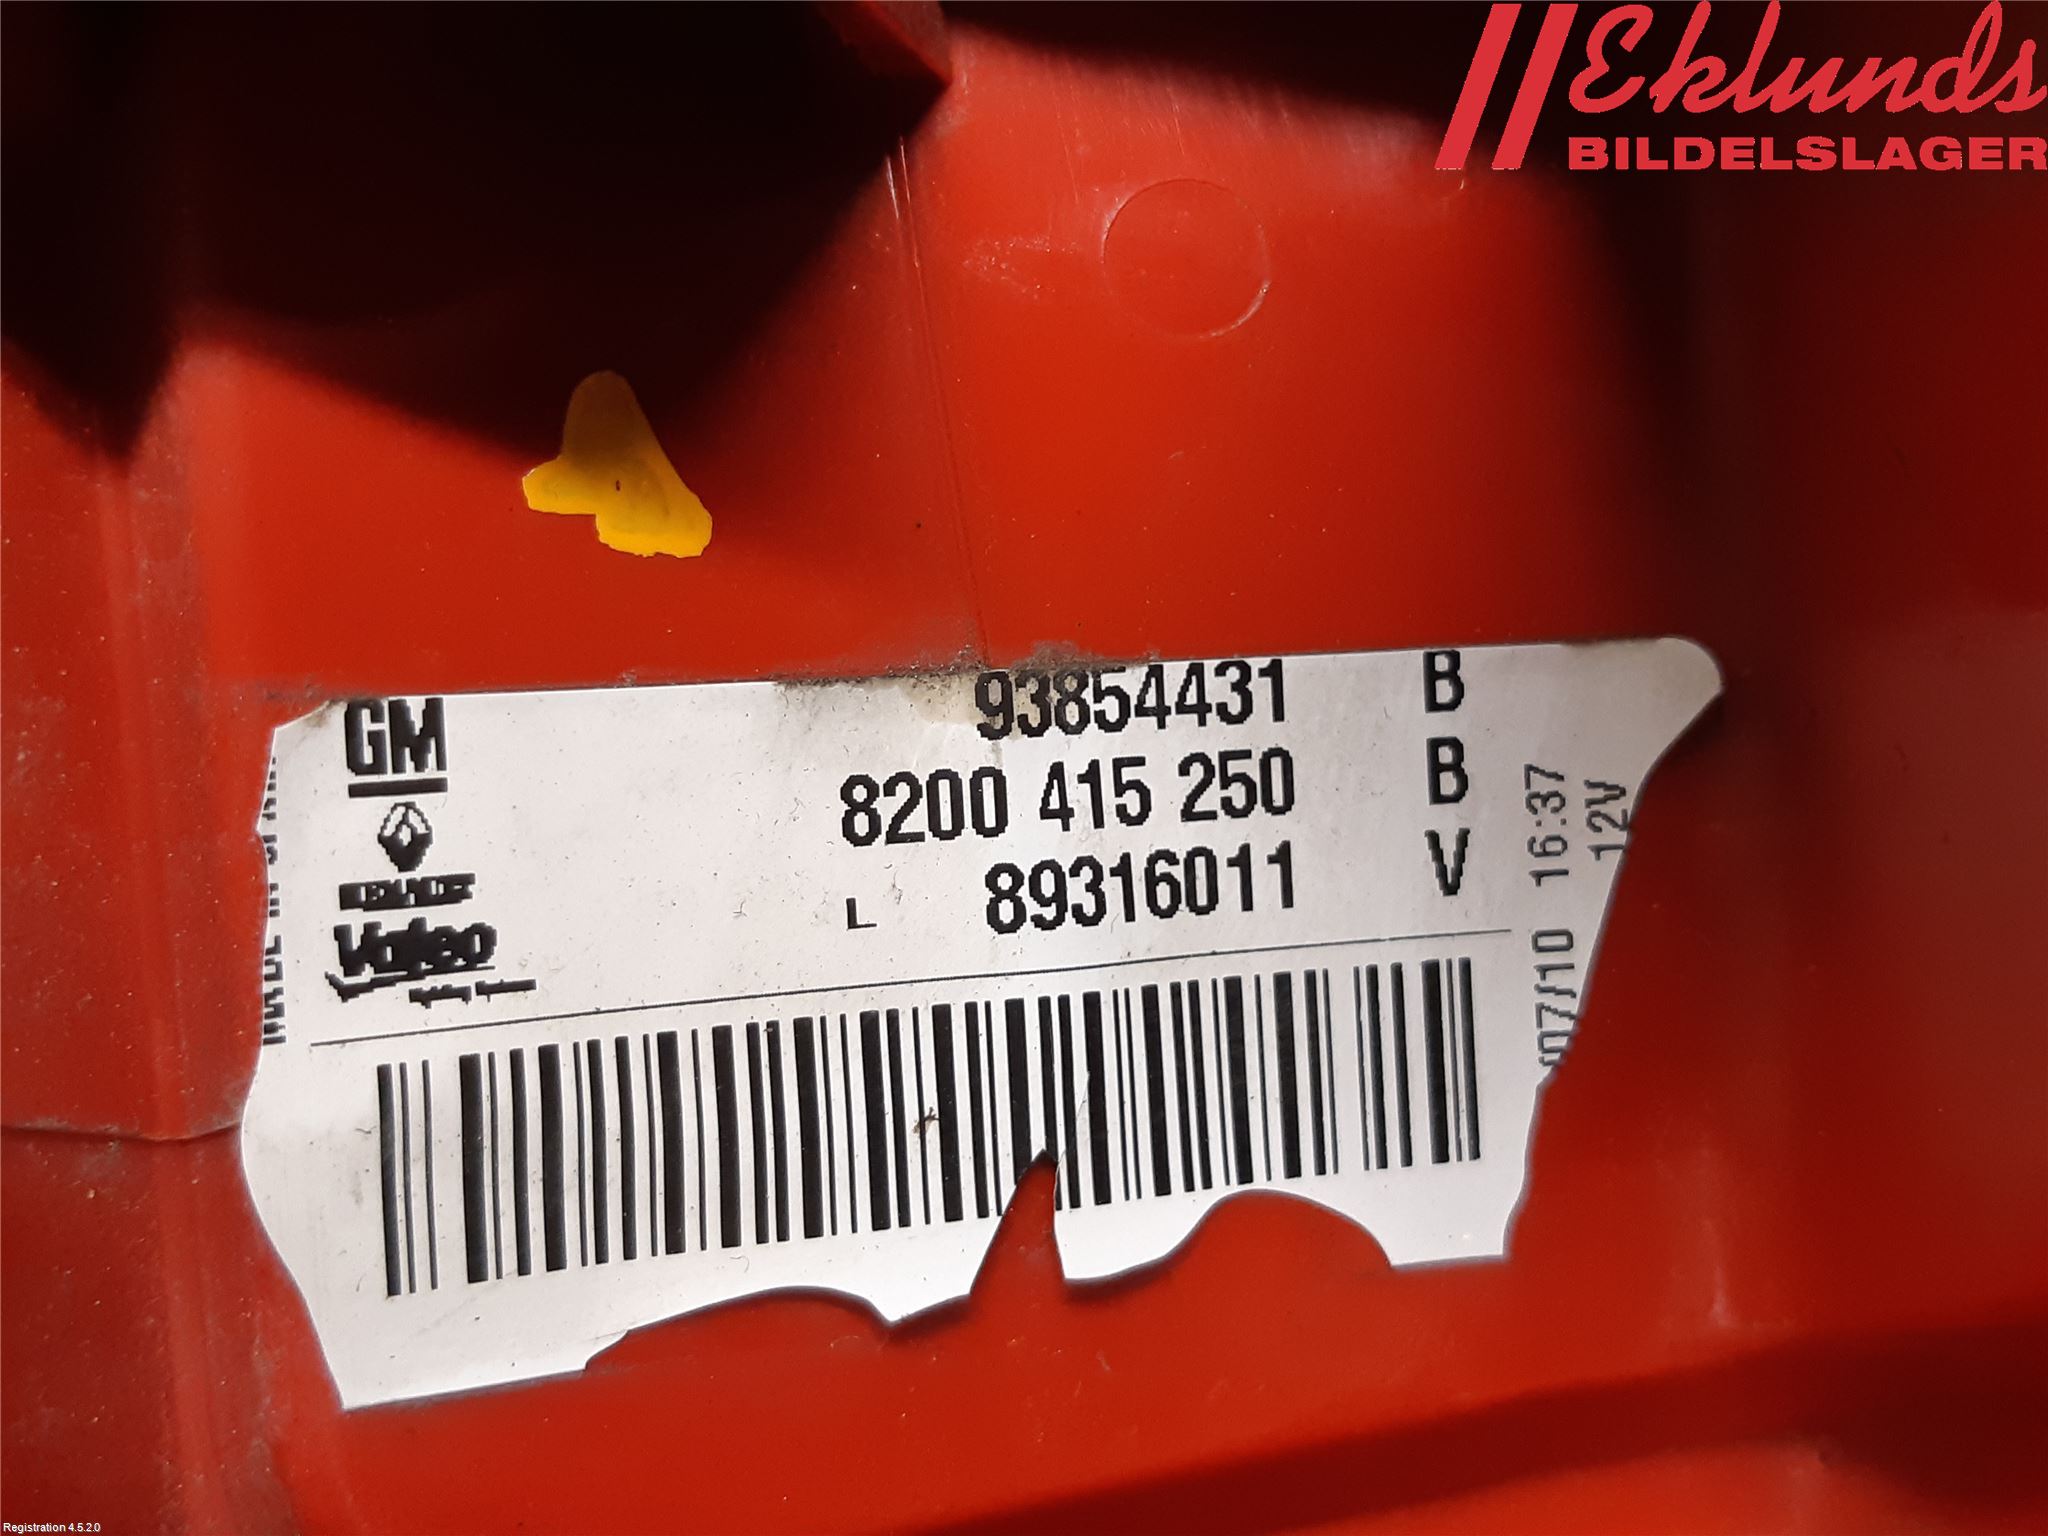 Eklunds
BILDELSLAGER
GM
93854431 B
8200 415 250 B
L 89316011 V
Valeo
07/10 16:37
12V
Registration 4.5.2.0